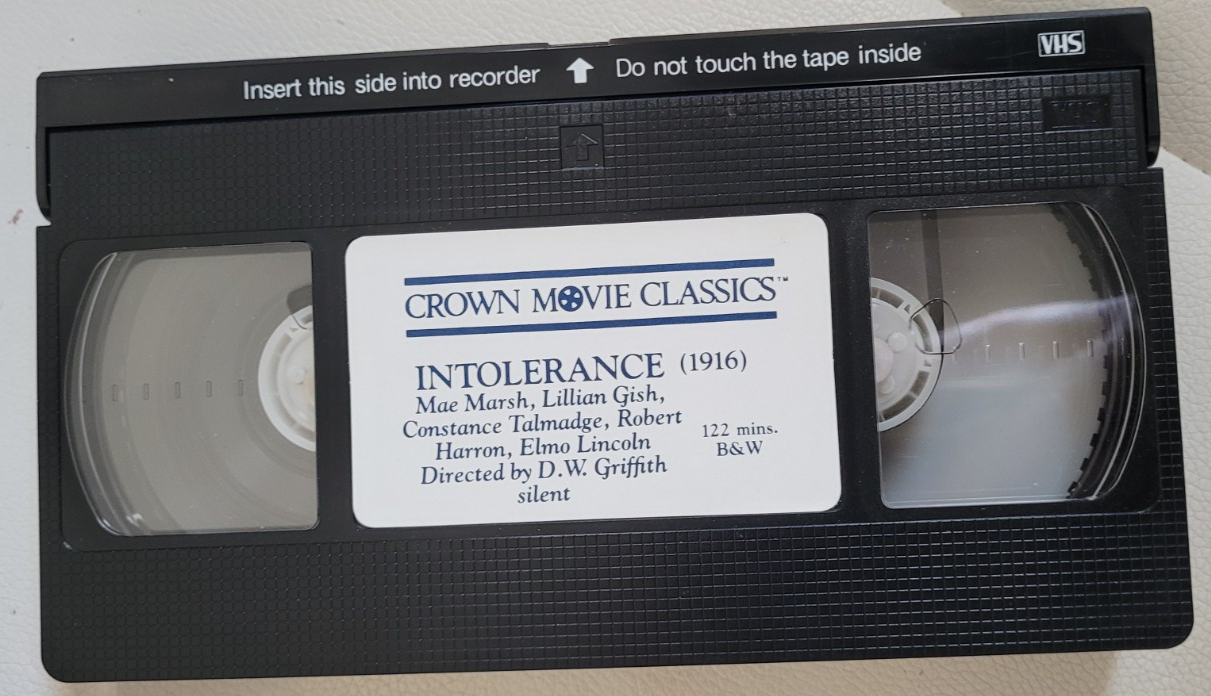 Insert this side into recorder ⬆ Do not touch the tape inside
VHS
CROWN MOVIE CLASSICS™
INTOLERANCE (1916)
Mae Marsh, Lillian Gish,
Constance Talmadge, Robert
Harron, Elmo Lincoln
Directed by D.W. Griffith
silent
122 mins.
B&W